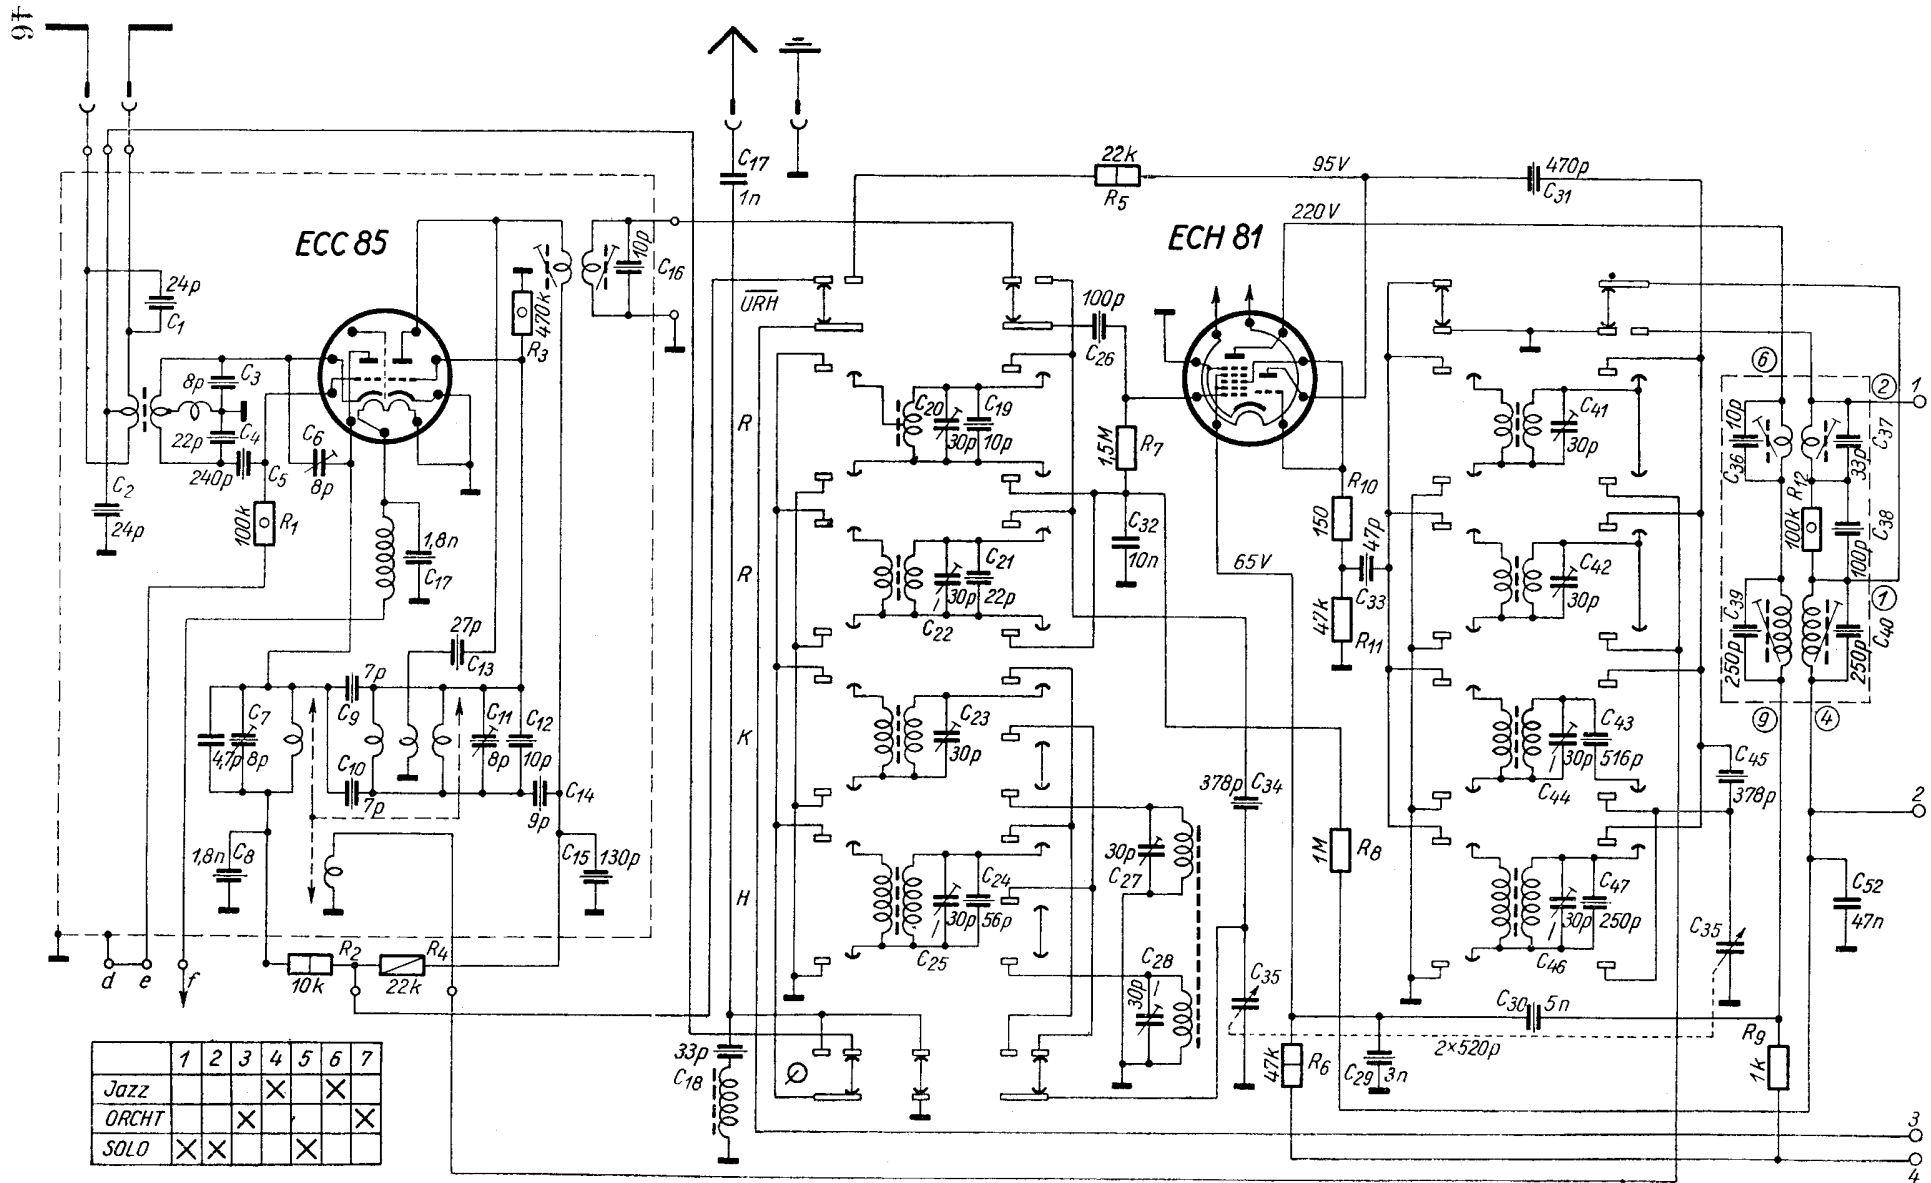 46
C17
1n
22k
R5
95V
470p
C31
220V
ECC 85
ECH 81
10p
C16
24p
C1
470k
R3
URH
100p
C26
8p
C3
22p
C4
240p
C5
C6
8p
C2
24p
100k
R1
1,8n
C17
27p
C13
7p
C9
C7
4,7p
8p
C10
7p
C11
8p
C12
10p
9p
C14
1,8n
C8
C15
130p
d
e
f
R2
10k
R4
22k
R
C20
30p
C19
10p
1,5M
R7
R
C21
30p
22p
C22
C32
10n
65V
R10
150
47p
C33
47k
R11
K
C23
30p
378p
C34
H
C24
30p
56p
C25
30p
C27
C28
30p
1M
R8
C35
33p
C18
47k
R6
C29
3n
C30
5n
2×520p
R9
1k
C41
30p
C42
30p
C43
30p
516p
C44
C45
378p
C47
30p
250p
C46
C35
C52
47n
6
2
1
10p
C36
C37
33p
R12
100k
C38
100p
C39
250p
1
C40
250p
9
4
2
3
4
1 2 3 4 5 6 7
Jazz X X
ORCHT X X
SOLO X X X